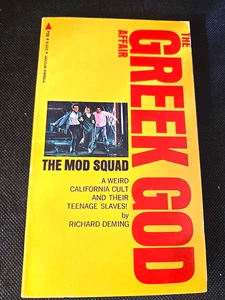 THE
GREEK GOD
AFFAIR
THE MOD SQUAD
A WEIRD
CALIFORNIA CULT
AND THEIR
TEENAGE SLAVES!
by
RICHARD DEMING